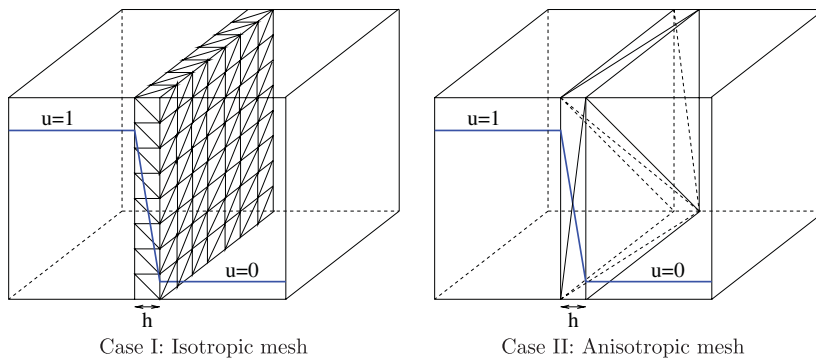 u=1
u=0
h
Case I: Isotropic mesh
u=1
u=0
h
Case II: Anisotropic mesh